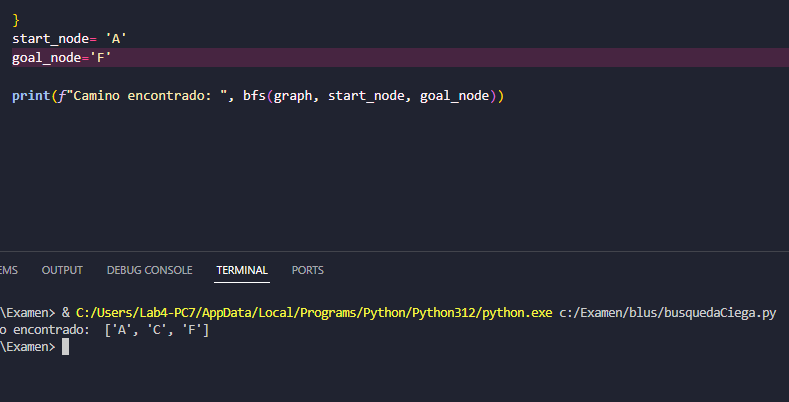 }
start_node= 'A'
goal_node='F'
print(f"Camino encontrado: ", bfs(graph, start_node, goal_node))
EMS OUTPUT DEBUG CONSOLE TERMINAL PORTS
\Examen> & C:/Users/Lab4-PC7/AppData/Local/Programs/Python/Python312/python.exe c:/Examen/blus/busquedaCiega.py
o encontrado:  ['A', 'C', 'F']
\Examen>